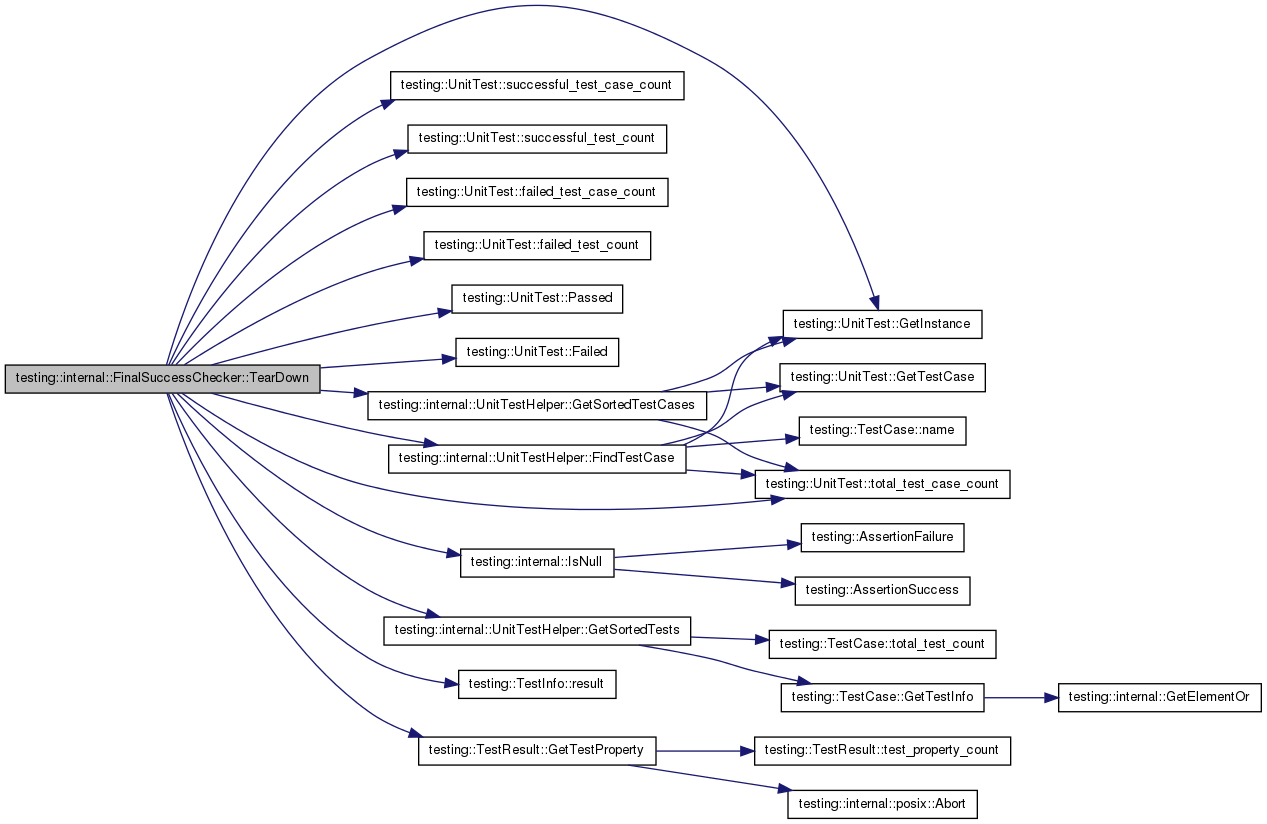 testing::UnitTest::successful_test_case_count
testing::UnitTest::successful_test_count
testing::UnitTest::failed_test_case_count
testing::UnitTest::failed_test_count
testing::UnitTest::Passed
testing::UnitTest::GetInstance
testing::UnitTest::Failed
testing::internal::FinalSuccessChecker::TearDown
testing::UnitTest::GetTestCase
testing::internal::UnitTestHelper::GetSortedTestCases
testing::TestCase::name
testing::internal::UnitTestHelper::FindTestCase
testing::UnitTest::total_test_case_count
testing::AssertionFailure
testing::internal::IsNull
testing::AssertionSuccess
testing::internal::UnitTestHelper::GetSortedTests
testing::TestCase::total_test_count
testing::TestInfo::result
testing::TestCase::GetTestInfo
testing::internal::GetElementOr
testing::TestResult::GetTestProperty
testing::TestResult::test_property_count
testing::internal::posix::Abort